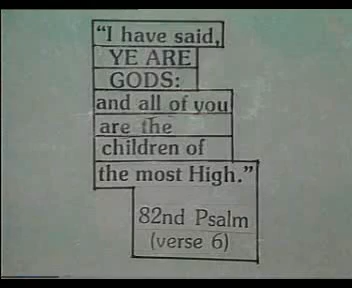 “I have said,
YE ARE
GODS:
and all of you
are the
children of
the most High.”
82nd Psalm
(verse 6)